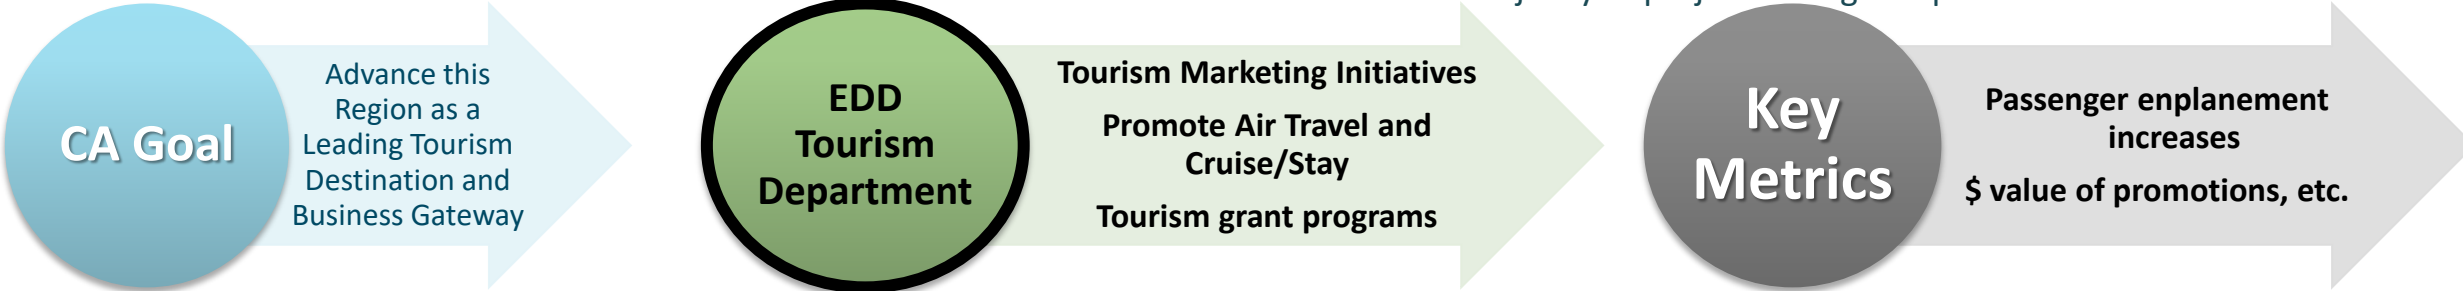 CA Goal
Advance this
Region as a
Leading Tourism
Destination and
Business Gateway
EDD
Tourism
Department
Tourism Marketing Initiatives
Promote Air Travel and
Cruise/Stay
Tourism grant programs
Key
Metrics
Passenger enplanement
increases
$ value of promotions, etc.